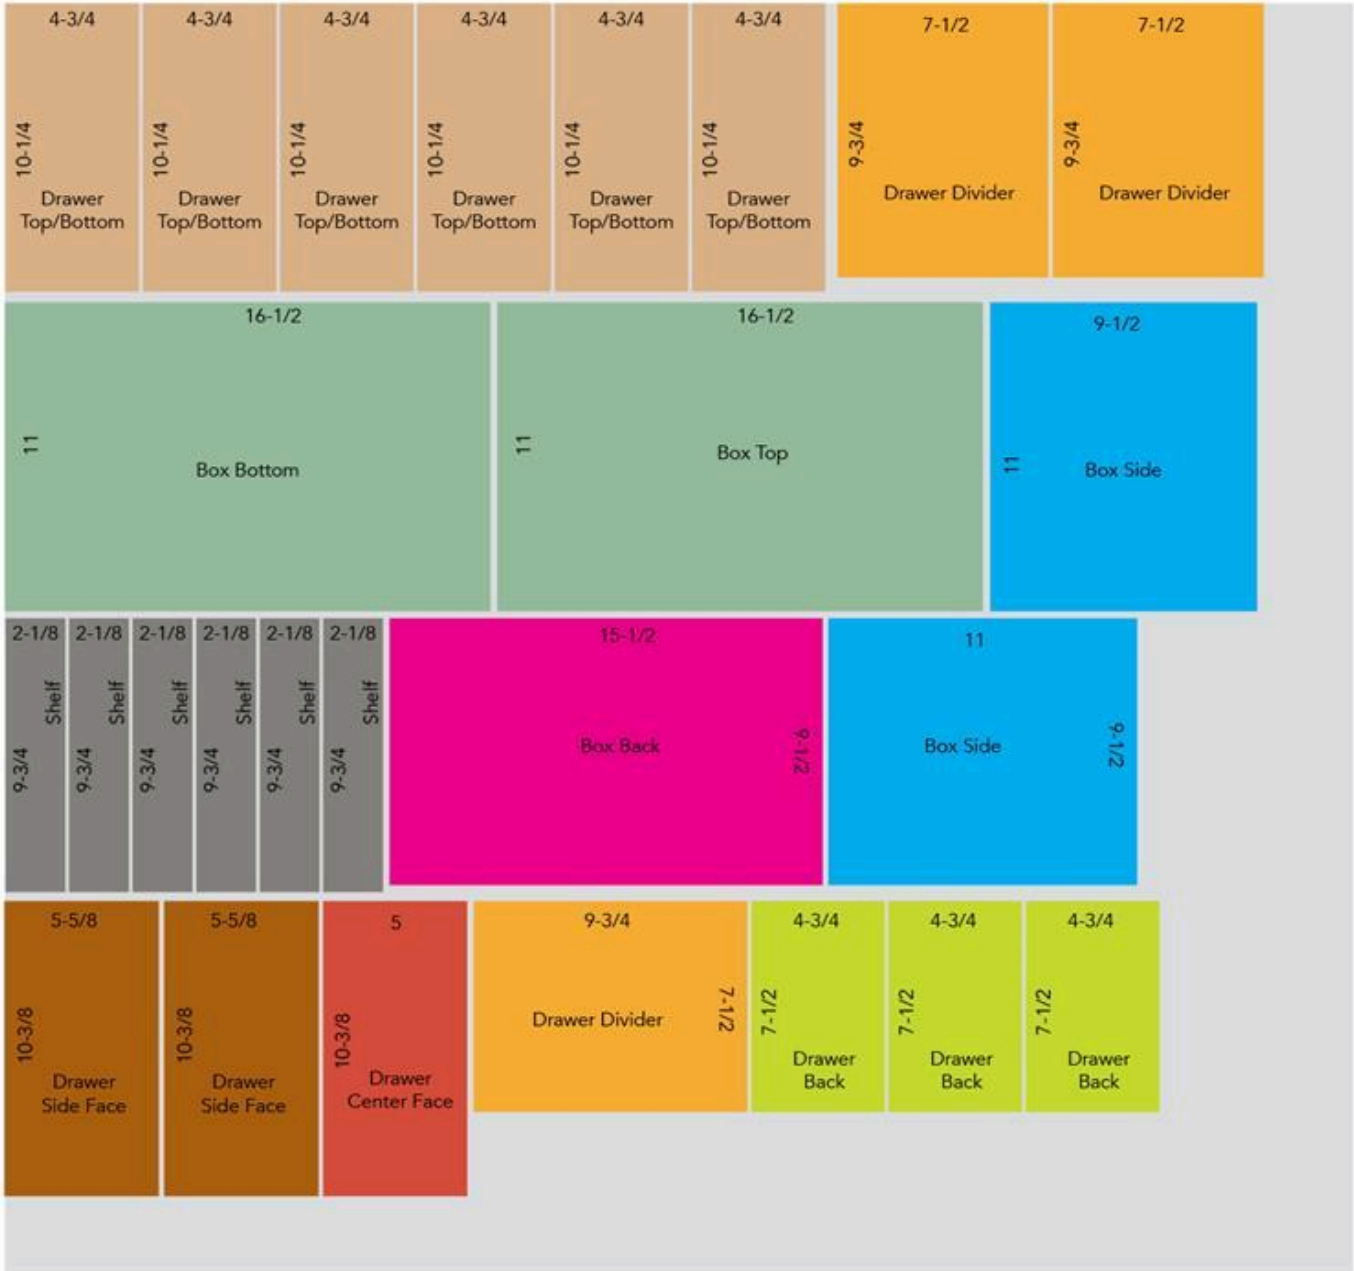 4-3/4 4-3/4 4-3/4 4-3/4 4-3/4 4-3/4 7-1/2 7-1/2
10-1/4 10-1/4 10-1/4 10-1/4 10-1/4 10-1/4 9-3/4 9-3/4
Drawer Drawer Drawer Drawer Drawer Drawer Drawer Divider Drawer Divider
Top/Bottom Top/Bottom Top/Bottom Top/Bottom Top/Bottom Top/Bottom
16-1/2 16-1/2 9-1/2
11 11 11
Box Bottom Box Top Box Side
2-1/8 2-1/8 2-1/8 2-1/8 2-1/8 2-1/8 15-1/2 11
Shelf Shelf Shelf Shelf Shelf Shelf
9-3/4 9-3/4 9-3/4 9-3/4 9-3/4 9-3/4 Box Back 9-1/2 Box Side 9-1/2
5-5/8 5-5/8 5 9-3/4 4-3/4 4-3/4 4-3/4
10-3/8 10-3/8 10-3/8 Drawer Divider 7-1/2 7-1/2 7-1/2 7-1/2
Drawer Drawer Drawer Drawer Drawer Drawer
Side Face Side Face Center Face Back Back Back